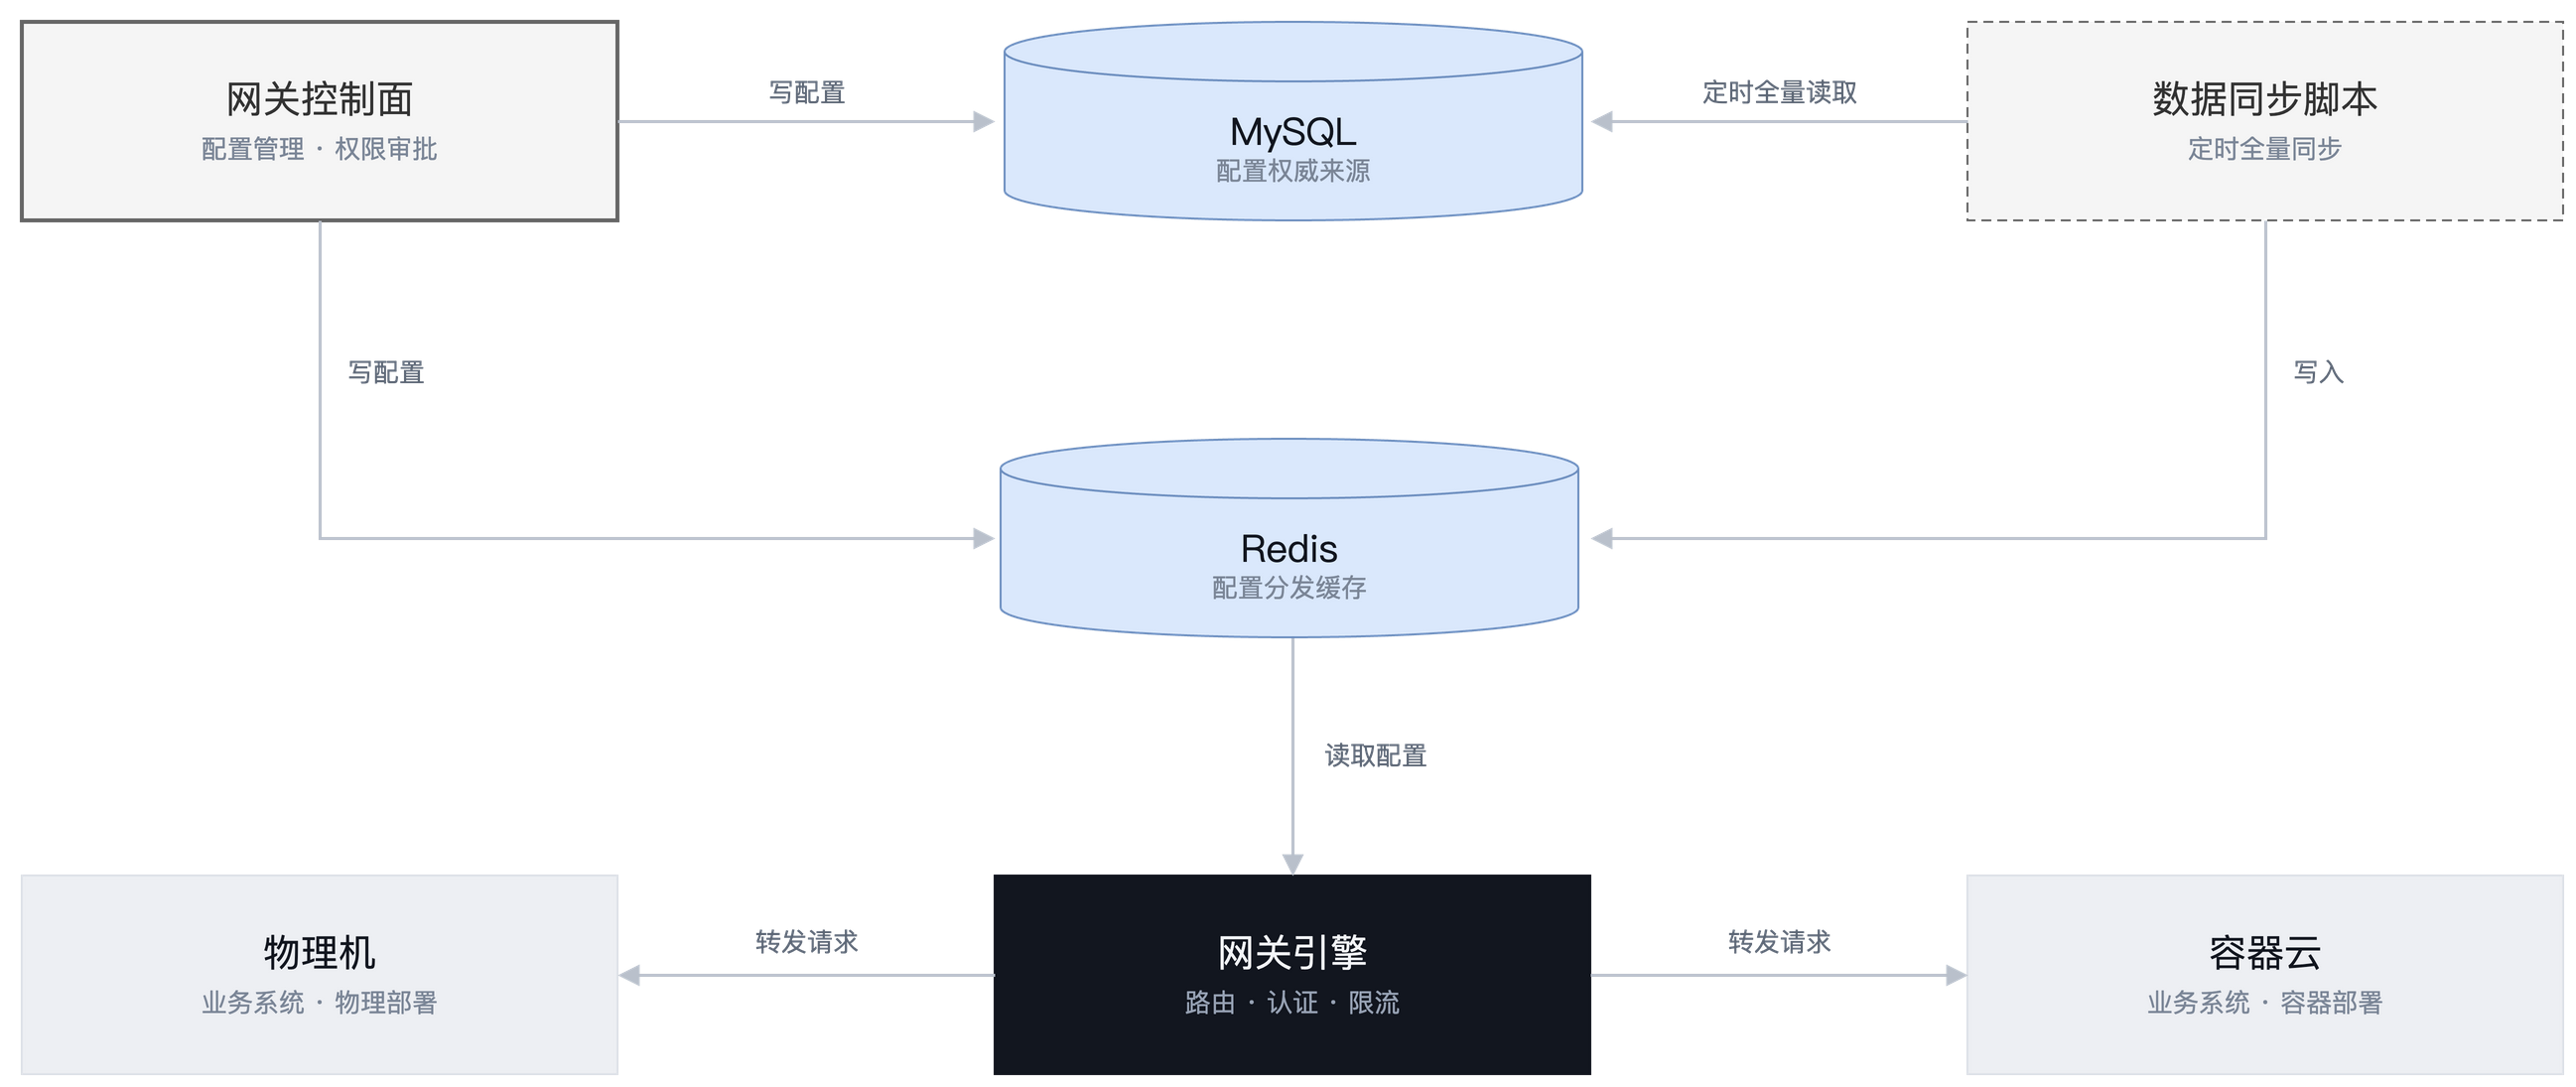 网关控制面
配置管理 · 权限审批
写配置
MySQL
配置权威来源
定时全量读取
数据同步脚本
定时全量同步
写配置
写入
Redis
配置分发缓存
读取配置
物理机
业务系统 · 物理部署
转发请求
网关引擎
路由 · 认证 · 限流
转发请求
容器云
业务系统 · 容器部署